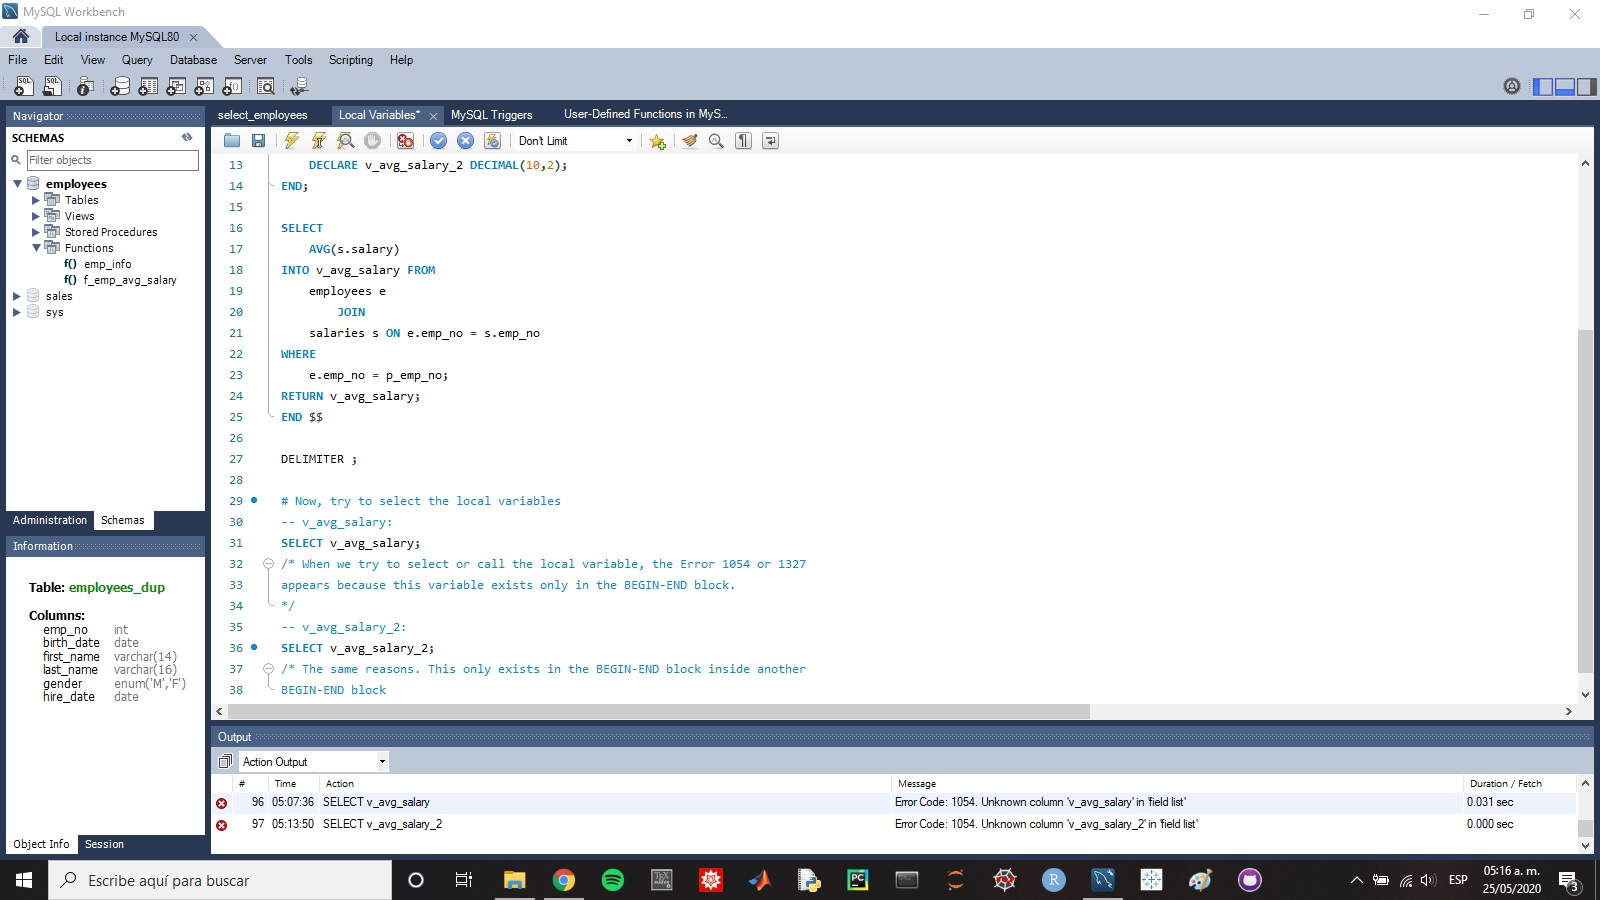 MySQL Workbench
Local instance MySQL80
File Edit View Query Database Server Tools Scripting Help
Navigator
SCHEMAS
Filter objects
employees
Tables
Views
Stored Procedures
Functions
f() emp_info
f() f_emp_avg_salary
sales
sys
Administration Schemas
Information
Table: employees_dup
Columns:
emp_no int
birth_date date
first_name varchar(14)
last_name varchar(16)
gender enum('M','F')
hire_date date
Object Info Session
select_employees Local Variables* MySQL Triggers User-Defined Functions in MyS...
Don't Limit
13 DECLARE v_avg_salary_2 DECIMAL(10,2);
14 END;
15
16 SELECT
17 AVG(s.salary)
18 INTO v_avg_salary FROM
19 employees e
20 JOIN
21 salaries s ON e.emp_no = s.emp_no
22 WHERE
23 e.emp_no = p_emp_no;
24 RETURN v_avg_salary;
25 END $$
26
27 DELIMITER ;
28
29 # Now, try to select the local variables
30 -- v_avg_salary:
31 SELECT v_avg_salary;
32 /* When we try to select or call the local variable, the Error 1054 or 1327
33 appears because this variable exists only in the BEGIN-END block.
34 */
35 -- v_avg_salary_2:
36 SELECT v_avg_salary_2;
37 /* The same reasons. This only exists in the BEGIN-END block inside another
38 BEGIN-END block
Output
Action Output
# Time Action Message Duration / Fetch
96 05:07:36 SELECT v_avg_salary Error Code: 1054. Unknown column 'v_avg_salary' in 'field list' 0.031 sec
97 05:13:50 SELECT v_avg_salary_2 Error Code: 1054. Unknown column 'v_avg_salary_2' in 'field list' 0.000 sec
Escribe aquí para buscar
ESP
05:16 a. m.
25/05/2020
3